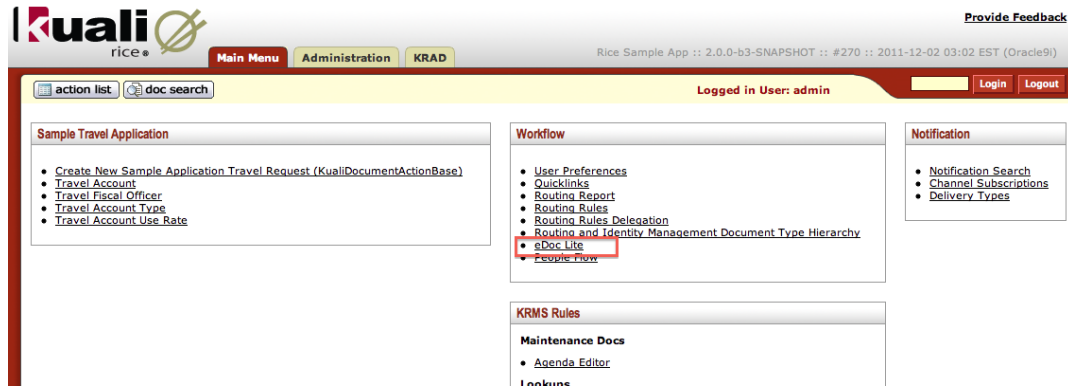 Kuali
rice®
Provide Feedback
Main Menu
Administration
KRAD
Rice Sample App :: 2.0.0-b3-SNAPSHOT :: #270 :: 2011-12-02 03:02 EST (Oracle9i)
action list
doc search
Logged in User: admin
Login
Logout
Sample Travel Application
Create New Sample Application Travel Request (KualiDocumentActionBase)
Travel Account
Travel Fiscal Officer
Travel Account Type
Travel Account Use Rate
Workflow
User Preferences
Quicklinks
Routing Report
Routing Rules
Routing Rules Delegation
Routing and Identity Management Document Type Hierarchy
eDoc Lite
People Flow
KRMS Rules
Maintenance Docs
Agenda Editor
Lookups
Notification
Notification Search
Channel Subscriptions
Delivery Types